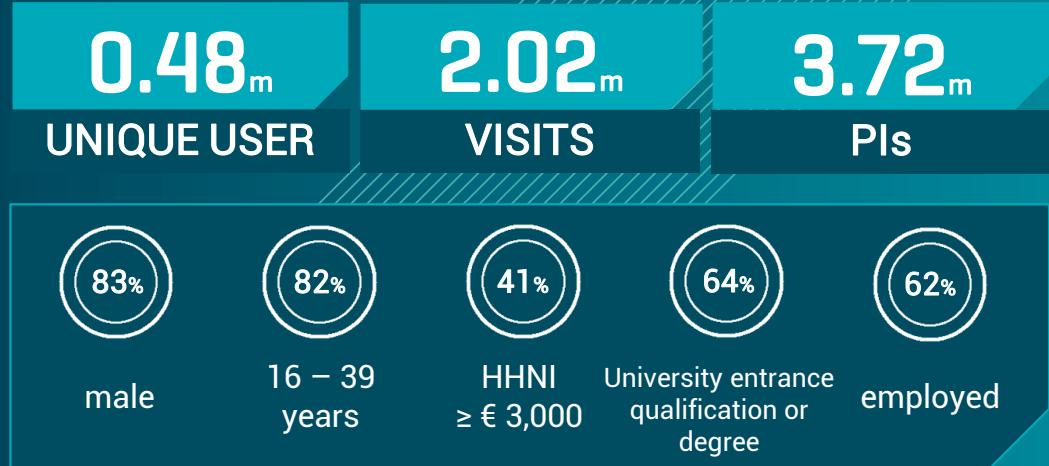 0.48m
UNIQUE USER
2.02m
VISITS
3.72m
PIs
83%
male
82%
16 – 39
years
41%
HHNI
≥ € 3,000
64%
University entrance
qualification or
degree
62%
employed